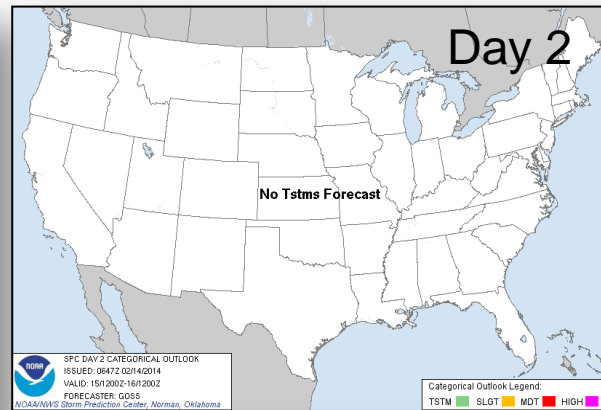 Day 2
No Tstms Forecast
NOAA
SPC DAY 2 CATEGORICAL OUTLOOK
ISSUED: 0647Z 02/14/2014
VALID: 15/1200Z-16/1200Z
FORECASTER: GOSS
NOAA/NWS Storm Prediction Center, Norman, Oklahoma
Categorical Outlook Legend:
TSTM SLGT MDT HIGH